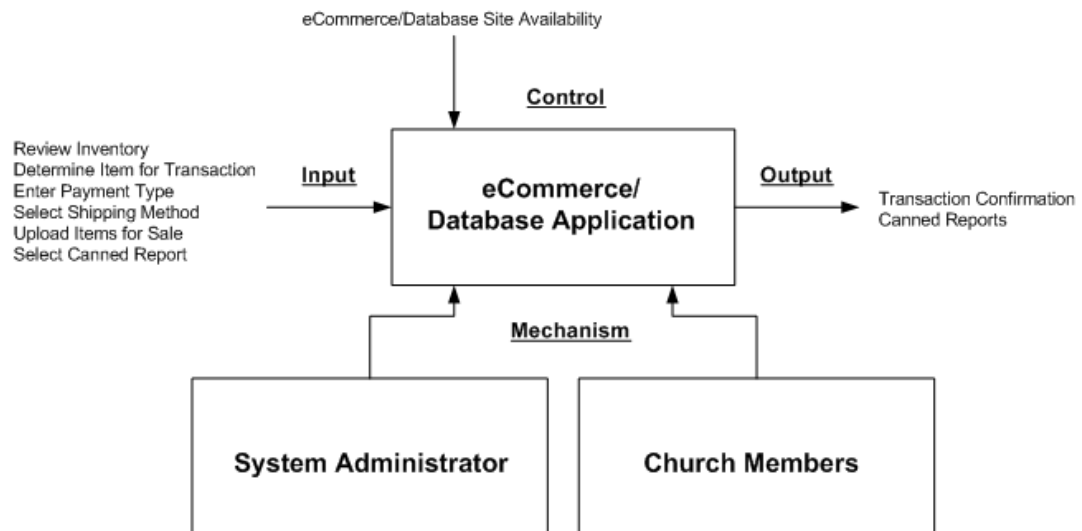 eCommerce/Database Site Availability
Control
Review Inventory
Determine Item for Transaction
Enter Payment Type
Select Shipping Method
Upload Items for Sale
Select Canned Report
Input
eCommerce/
Database Application
Output
Transaction Confirmation
Canned Reports
Mechanism
System Administrator
Church Members